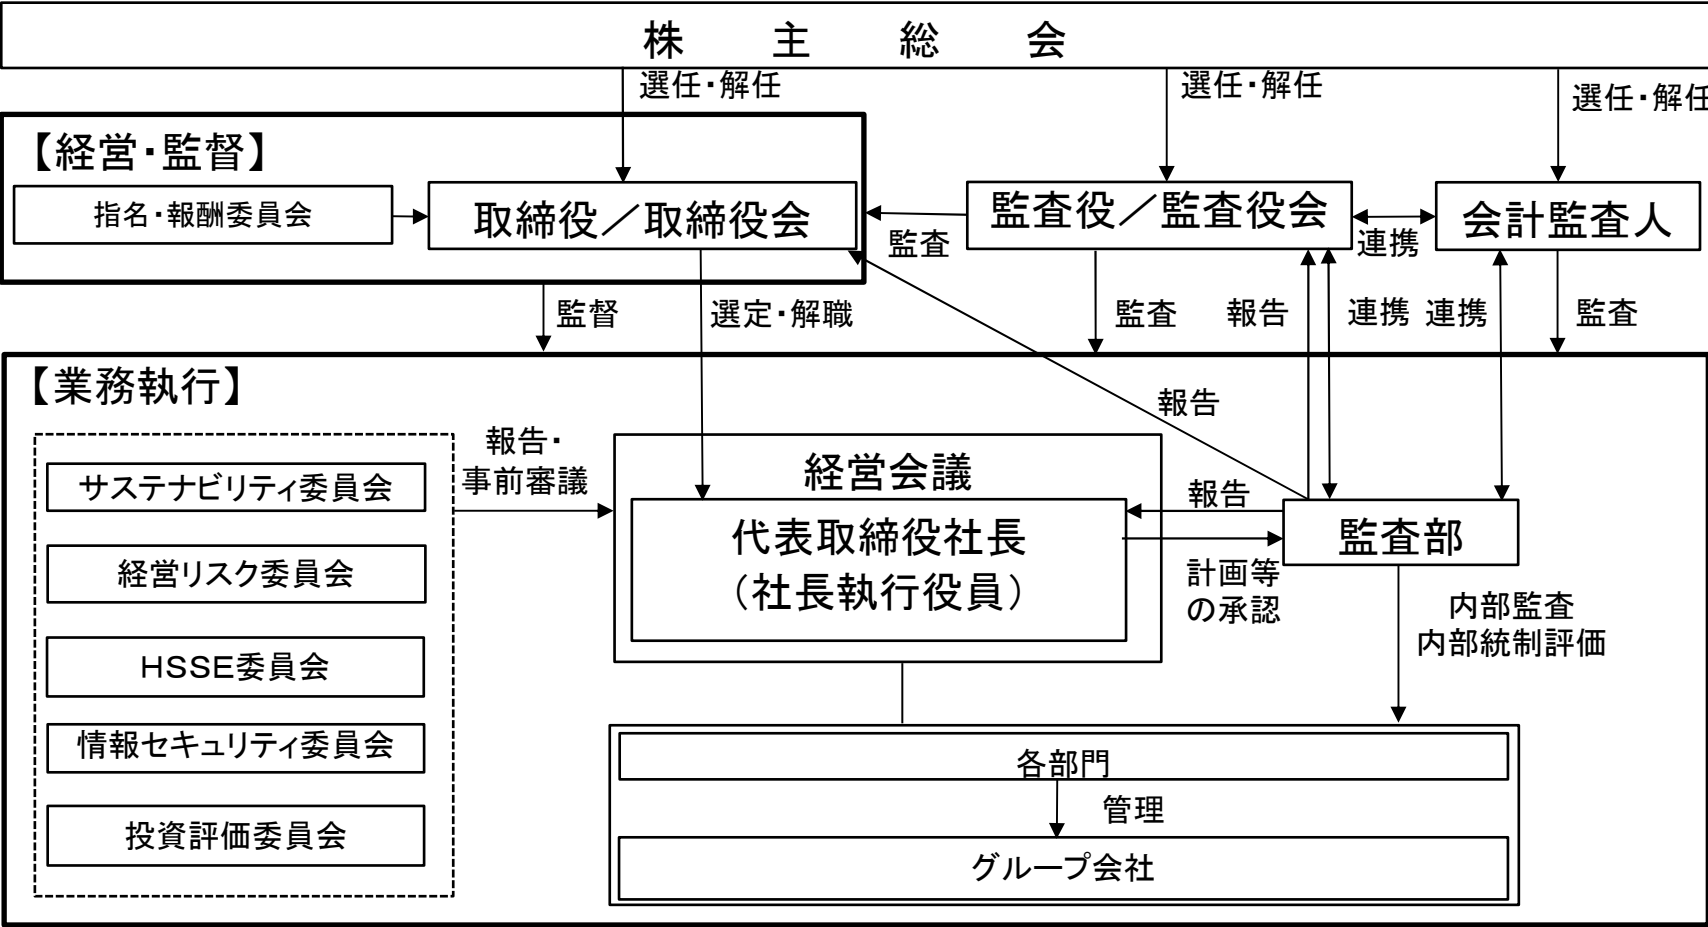 株主総会
選任・解任
選任・解任
選任・解任
【経営・監督】
指名・報酬委員会
取締役／取締役会
監査
監査役／監査役会
連携
会計監査人
監督
選定・解職
監査
報告
連携
連携
監査
【業務執行】
報告
サステナビリティ委員会
経営リスク委員会
HSSE委員会
情報セキュリティ委員会
投資評価委員会
報告・
事前審議
経営会議
代表取締役社長
（社長執行役員）
報告
計画等
の承認
監査部
内部監査
内部統制評価
各部門
管理
グループ会社